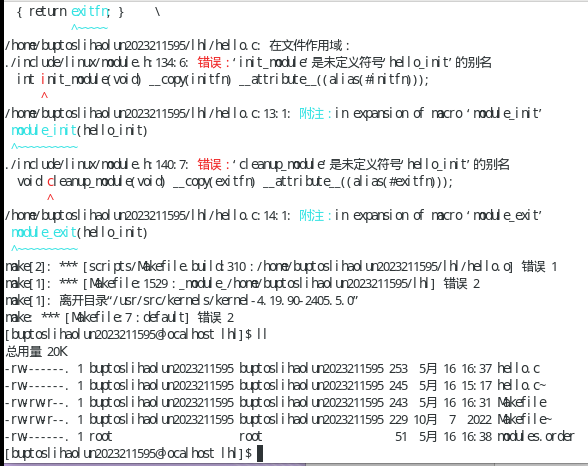 { return exitfn; } \
^~~~~~
/home/buptoslihaolun2023211595/lhl/hello.c: 在文件作用域：
./include/linux/module.h:134:6: 错误：‘init_module’是未定义符号‘hello_init’的别名
int init_module(void) __copy(initfn) __attribute__((alias(#initfn)));
^
/home/buptoslihaolun2023211595/lhl/hello.c:13:1: 附注：in expansion of macro ‘module_init’
module_init(hello_init)
^~~~~~~~~~~
./include/linux/module.h:140:7: 错误：‘cleanup_module’是未定义符号‘hello_init’的别名
void cleanup_module(void) __copy(exitfn) __attribute__((alias(#exitfn)));
^
/home/buptoslihaolun2023211595/lhl/hello.c:14:1: 附注：in expansion of macro ‘module_exit’
module_exit(hello_init)
^~~~~~~~~~~
make[2]: *** [scripts/Makefile.build:310：/home/buptoslihaolun2023211595/lhl/hello.o] 错误 1
make[1]: *** [Makefile:1529：_module_/home/buptoslihaolun2023211595/lhl] 错误 2
make[1]: 离开目录“/usr/src/kernels/kernel-4.19.90-2405.5.0”
make: *** [Makefile:7：default] 错误 2
[buptoslihaolun2023211595@localhost lhl]$ ll
总用量 20K
-rw------. 1 buptoslihaolun2023211595 buptoslihaolun2023211595 253 5月 16 16:37 hello.c
-rw------. 1 buptoslihaolun2023211595 buptoslihaolun2023211595 245 5月 16 15:17 hello.c~
-rw-rw-r--. 1 buptoslihaolun2023211595 buptoslihaolun2023211595 243 5月 16 16:31 Makefile
-rw-rw-r--. 1 buptoslihaolun2023211595 buptoslihaolun2023211595 229 10月 7 2022 Makefile~
-rw------. 1 root root 51 5月 16 16:38 modules.order
[buptoslihaolun2023211595@localhost lhl]$